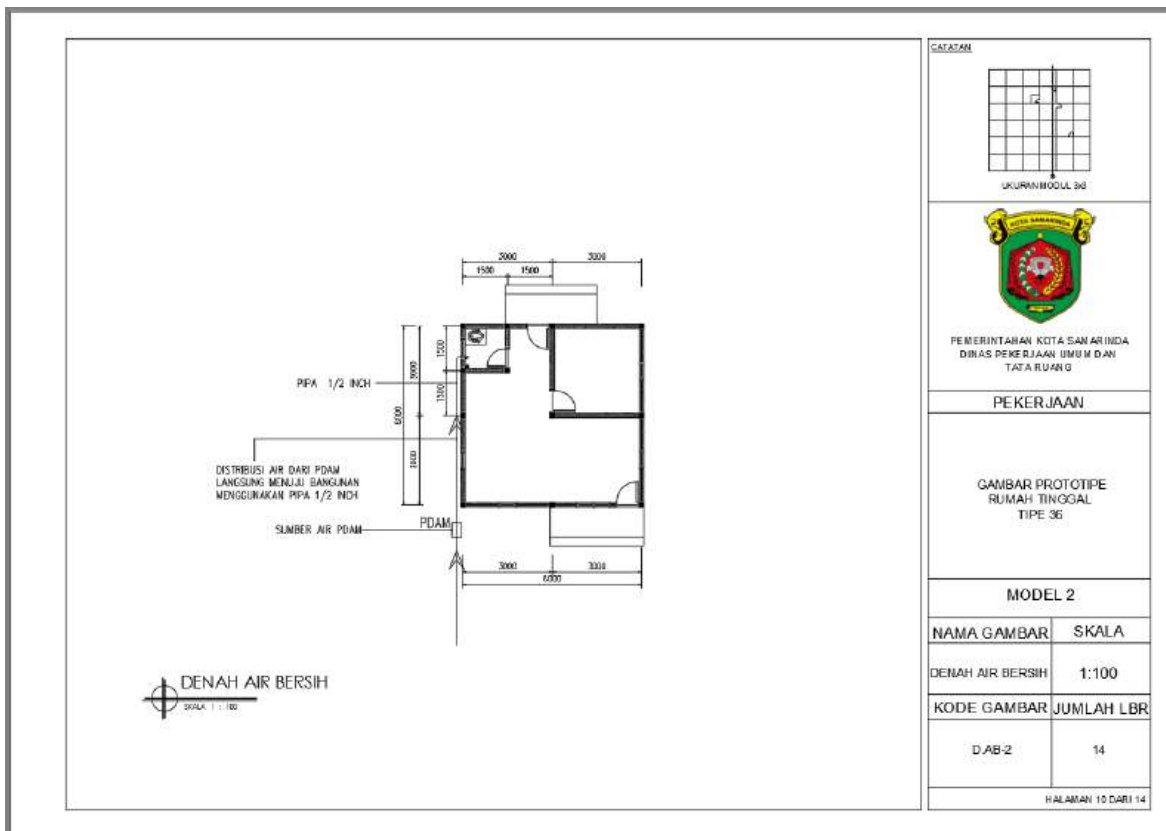 3000
3000
1500
1500
1500
1500
3000
3000
6000
PIPA 1/2 INCH
DISTRIBUSI AIR DARI PDAM
LANGSUNG MENUJU BANGUNAN
MENGGUNAKAN PIPA 1/2 INCH
SUMBER AIR PDAM
PDAM
3000
3000
6000
DENAH AIR BERSIH
SKALA 1 : 100
CATATAN
UKURAN MODUL 3x3
KOTA SAMARINDA
PEMERINTAHAN KOTA SAMARINDA
DINAS PEKERJAAN UMUM DAN
TATA RUANG
PEKERJAAN
GAMBAR PROTOTIPE
RUMAH TINGGAL
TIPE 36
MODEL 2
NAMA GAMBAR
SKALA
DENAH AIR BERSIH
1:100
KODE GAMBAR
JUMLAH LBR
D.AB-2
14
HALAMAN 10 DARI 14